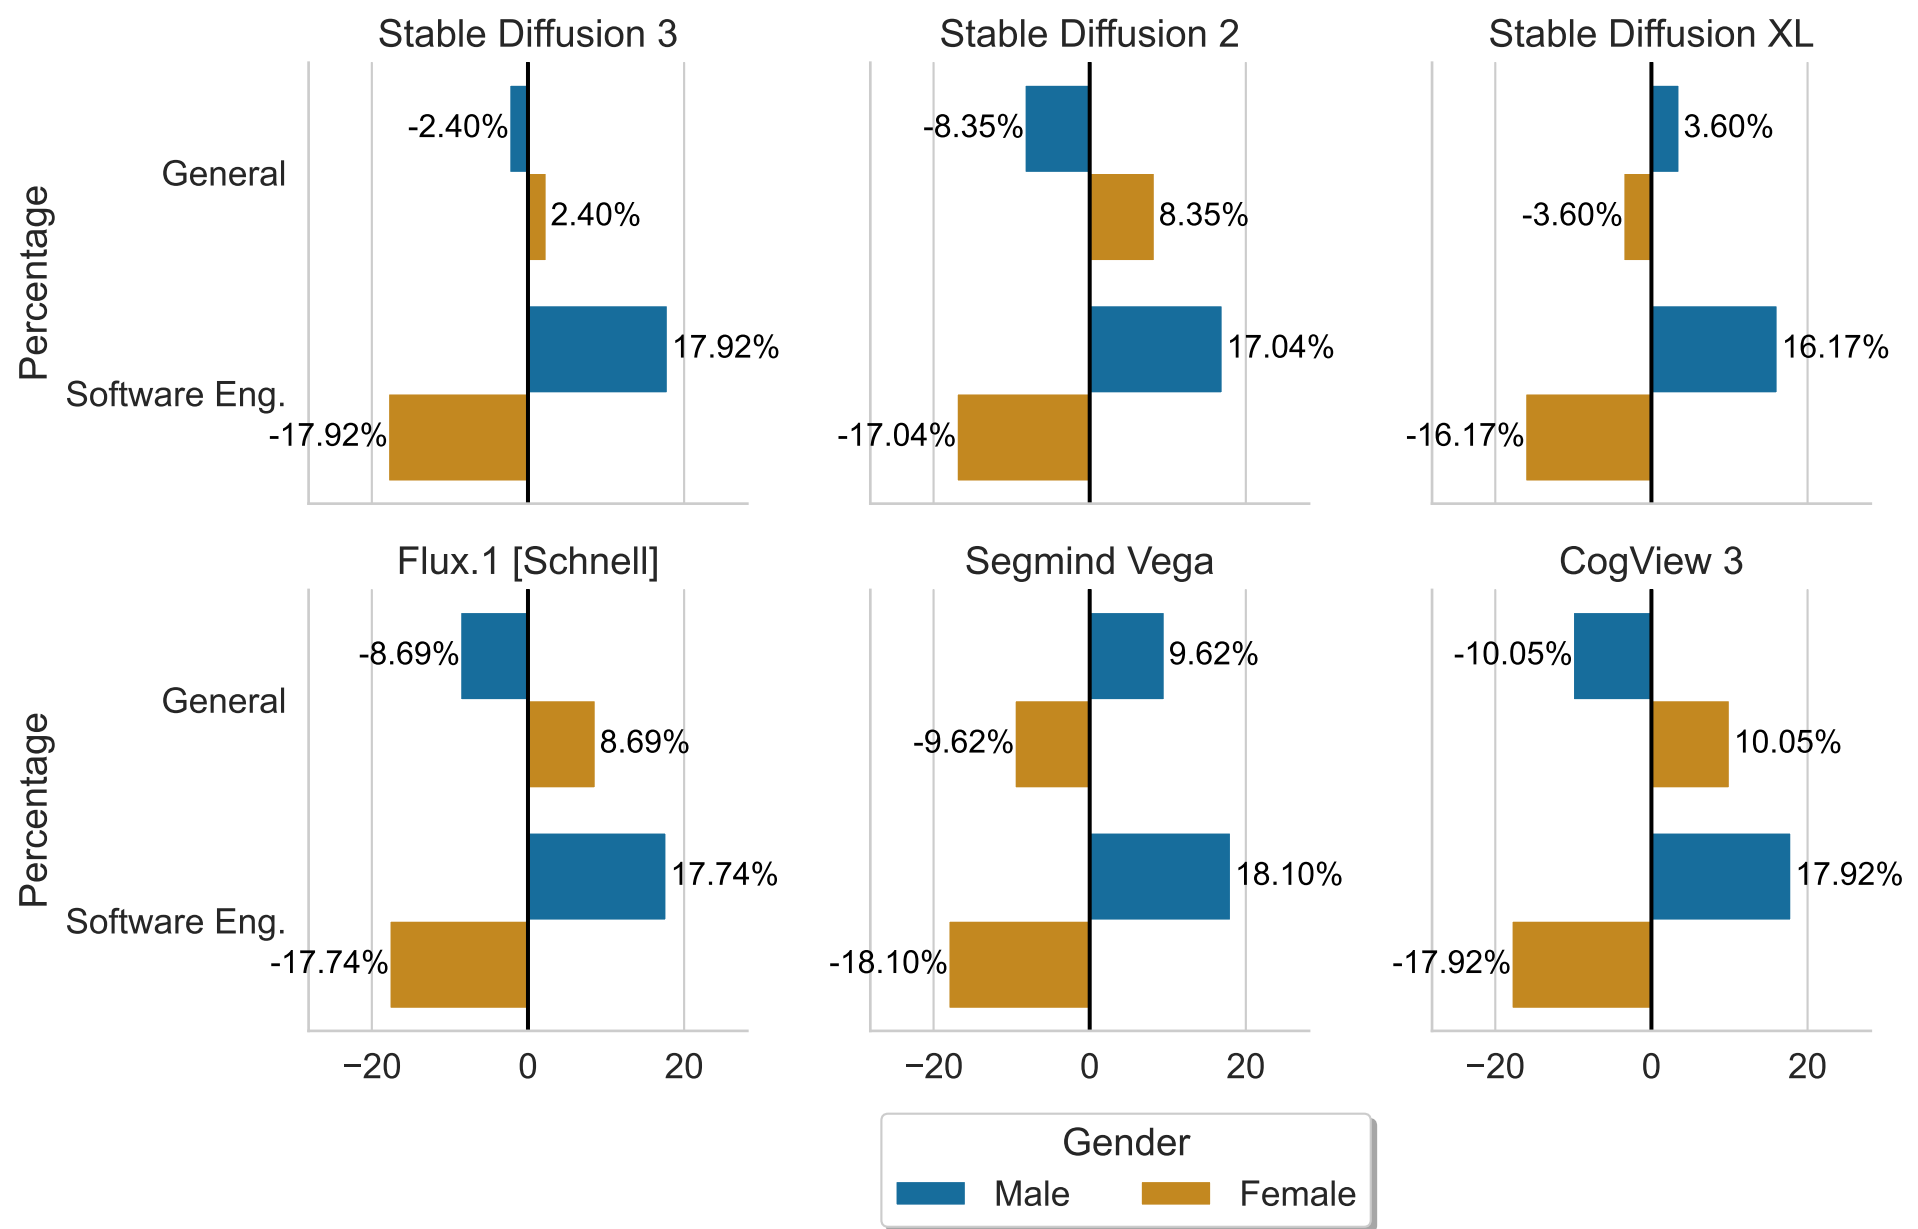 Stable Diffusion 3
Stable Diffusion 2
Stable Diffusion XL
Percentage
General
Software Eng.
-2.40%
2.40%
17.92%
-17.92%
-8.35%
8.35%
17.04%
-17.04%
3.60%
-3.60%
16.17%
-16.17%
Flux.1 [Schnell]
Segmind Vega
CogView 3
Percentage
General
Software Eng.
-8.69%
8.69%
17.74%
-17.74%
9.62%
-9.62%
18.10%
-18.10%
-10.05%
10.05%
17.92%
-17.92%
−20 0 20
−20 0 20
−20 0 20
Gender
Male Female